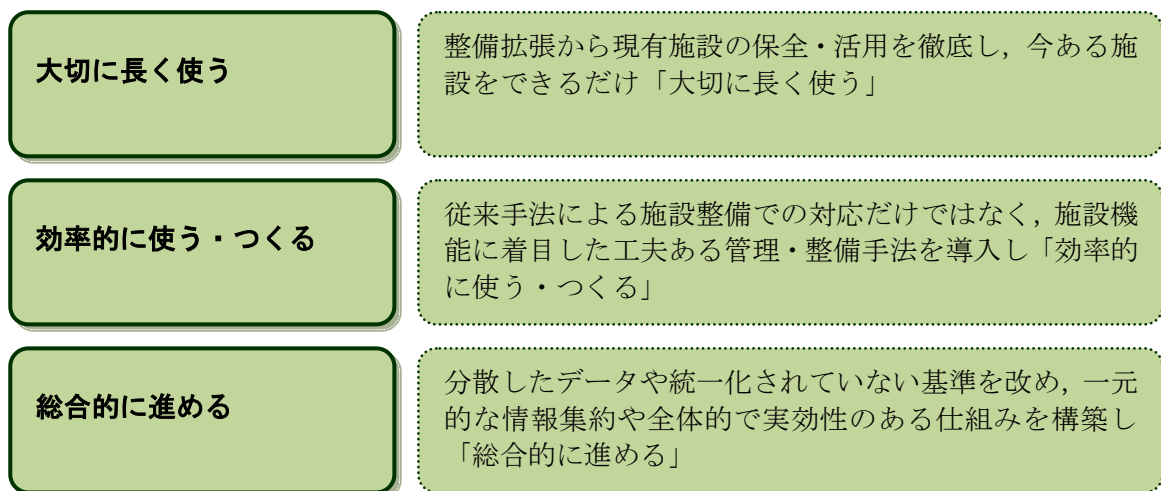 大切に長く使う
整備拡張から現有施設の保全・活用を徹底し，今ある施
設をできるだけ「大切に長く使う」
効率的に使う・つくる
従来手法による施設整備での対応だけではなく，施設機
能に着目した工夫ある管理・整備手法を導入し「効率的
に使う・つくる」
総合的に進める
分散したデータや統一化されていない基準を改め，一元
的な情報集約や全体的で実効性のある仕組みを構築し
「総合的に進める」